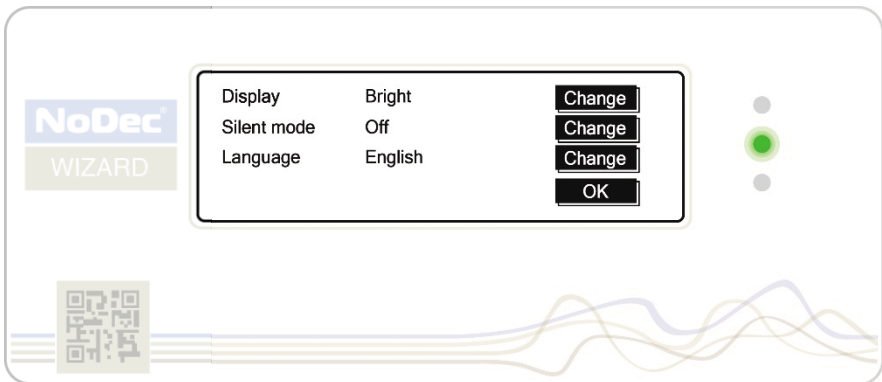 NoDec®
WIZARD
Display Bright Change
Silent mode Off Change
Language English Change
OK